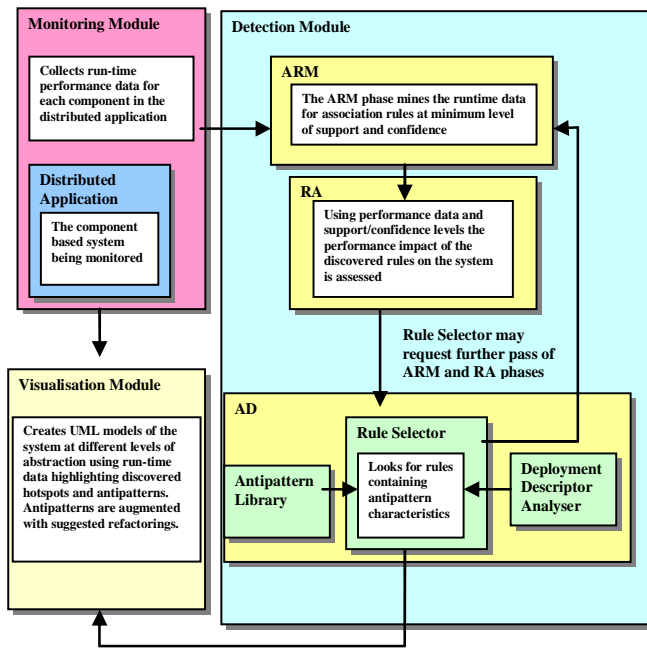 Monitoring Module
Collects run-time
performance data for
each component in the
distributed application
Distributed
Application
The component
based system
being monitored
Visualisation Module
Creates UML models of the
system at different levels of
abstraction using run-time
data highlighting discovered
hotspots and antipatterns.
Antipatterns are augmented
with suggested refactorings.
Detection Module
ARM
The ARM phase mines the runtime data
for association rules at minimum level
of support and confidence
RA
Using performance data and
support/confidence levels the
performance impact of the
discovered rules on the system
is assessed
Rule Selector may
request further pass of
ARM and RA phases
AD
Rule Selector
Looks for rules
containing
antipattern
characteristics
Antipattern
Library
Deployment
Descriptor
Analyser